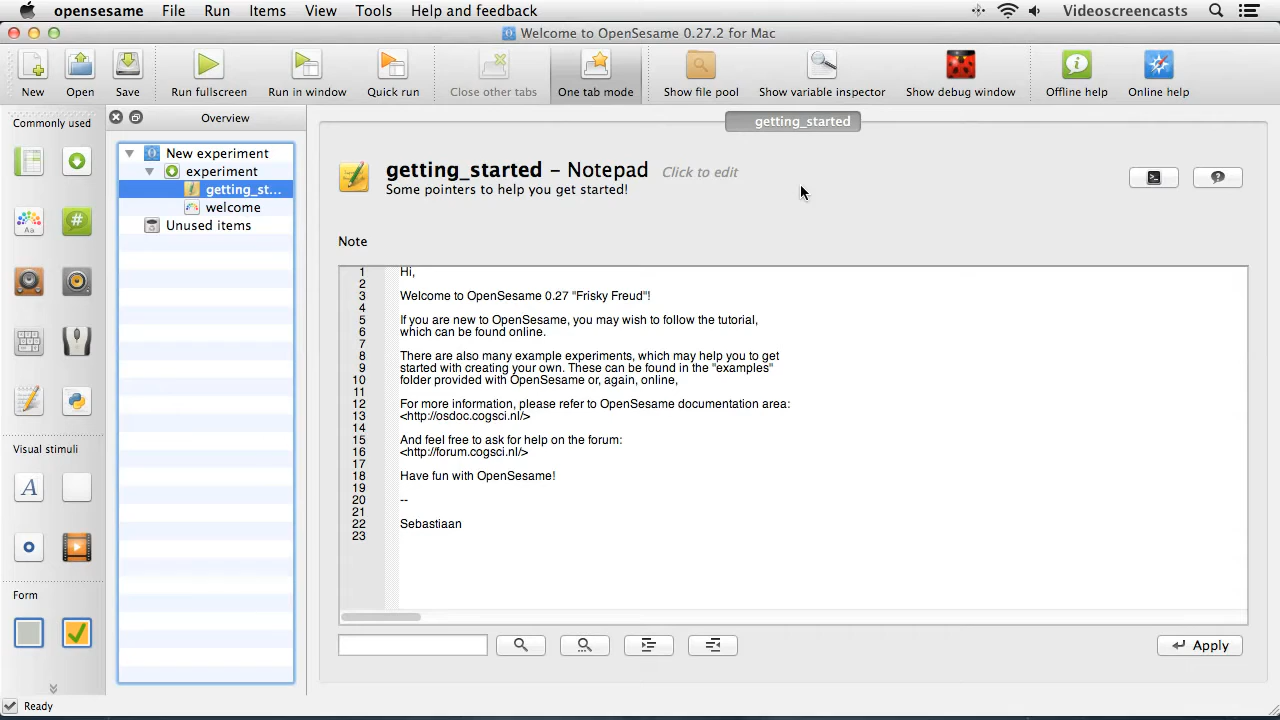 opensesame File Run Items View Tools Help and feedback Videoscreencasts
Welcome to OpenSesame 0.27.2 for Mac
New Open Save Run fullscreen Run in window Quick run Close other tabs One tab mode Show file pool Show variable inspector Show debug window Offline help Online help
Commonly used
Aa
Visual stimuli
A
Form
Overview
New experiment
experiment
getting_st...
welcome
Unused items
getting_started
getting_started – Notepad Click to edit
Some pointers to help you get started!
Note
1 Hi,
2
3 Welcome to OpenSesame 0.27 "Frisky Freud"!
4
5 If you are new to OpenSesame, you may wish to follow the tutorial,
6 which can be found online.
7
8 There are also many example experiments, which may help you to get
9 started with creating your own. These can be found in the "examples"
10 folder provided with OpenSesame or, again, online,
11
12 For more information, please refer to OpenSesame documentation area:
13 <http://osdoc.cogsci.nl/>
14
15 And feel free to ask for help on the forum:
16 <http://forum.cogsci.nl/>
17
18 Have fun with OpenSesame!
19
20 --
21
22 Sebastiaan
23
Apply
Ready